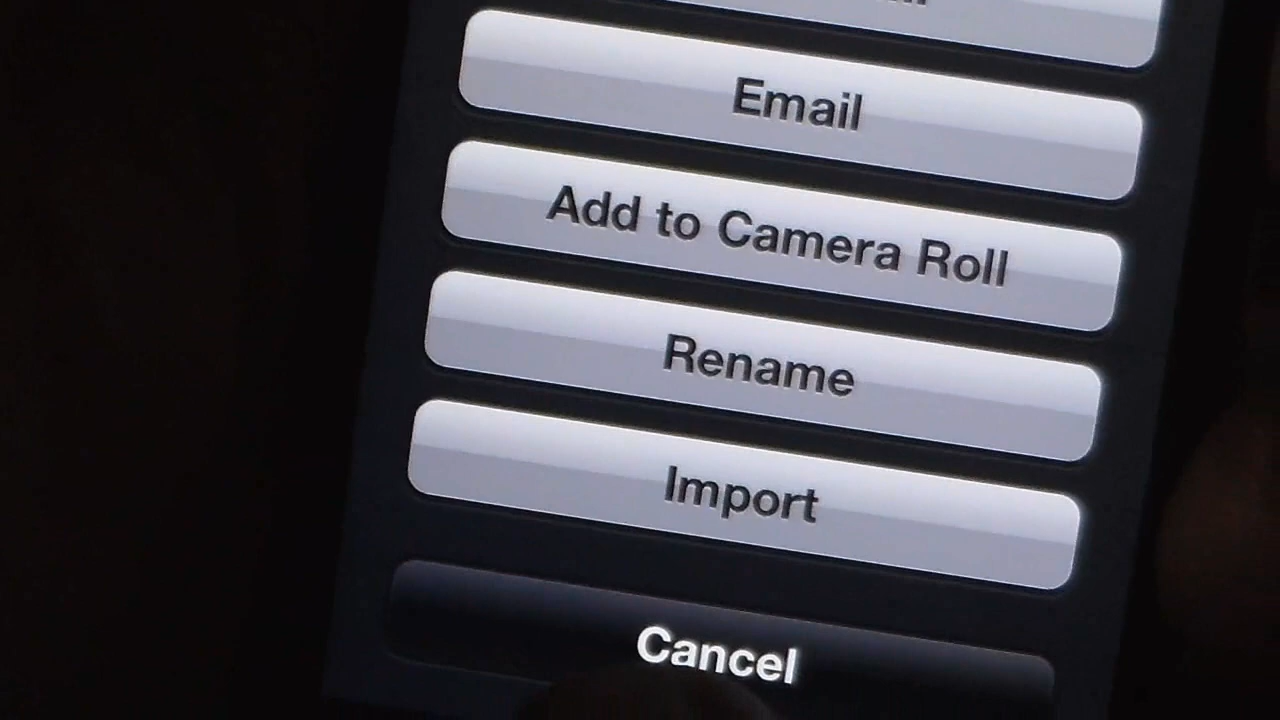 Email
Add to Camera Roll
Rename
Import
Cancel